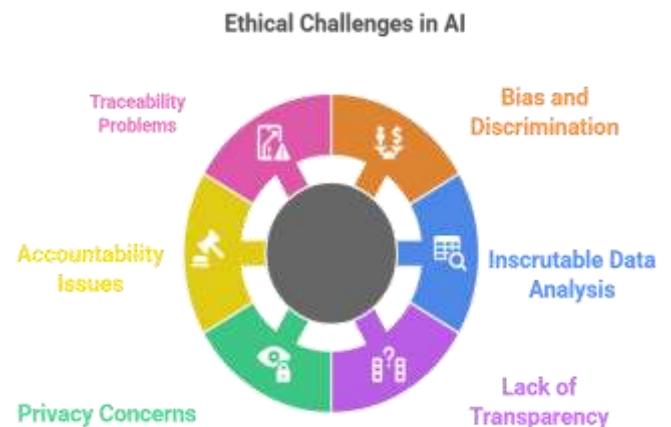 Ethical Challenges in AI
Traceability
Problems
Bias and
Discrimination
Accountability
Issues
Inscrutable Data
Analysis
Privacy Concerns
Lack of
Transparency